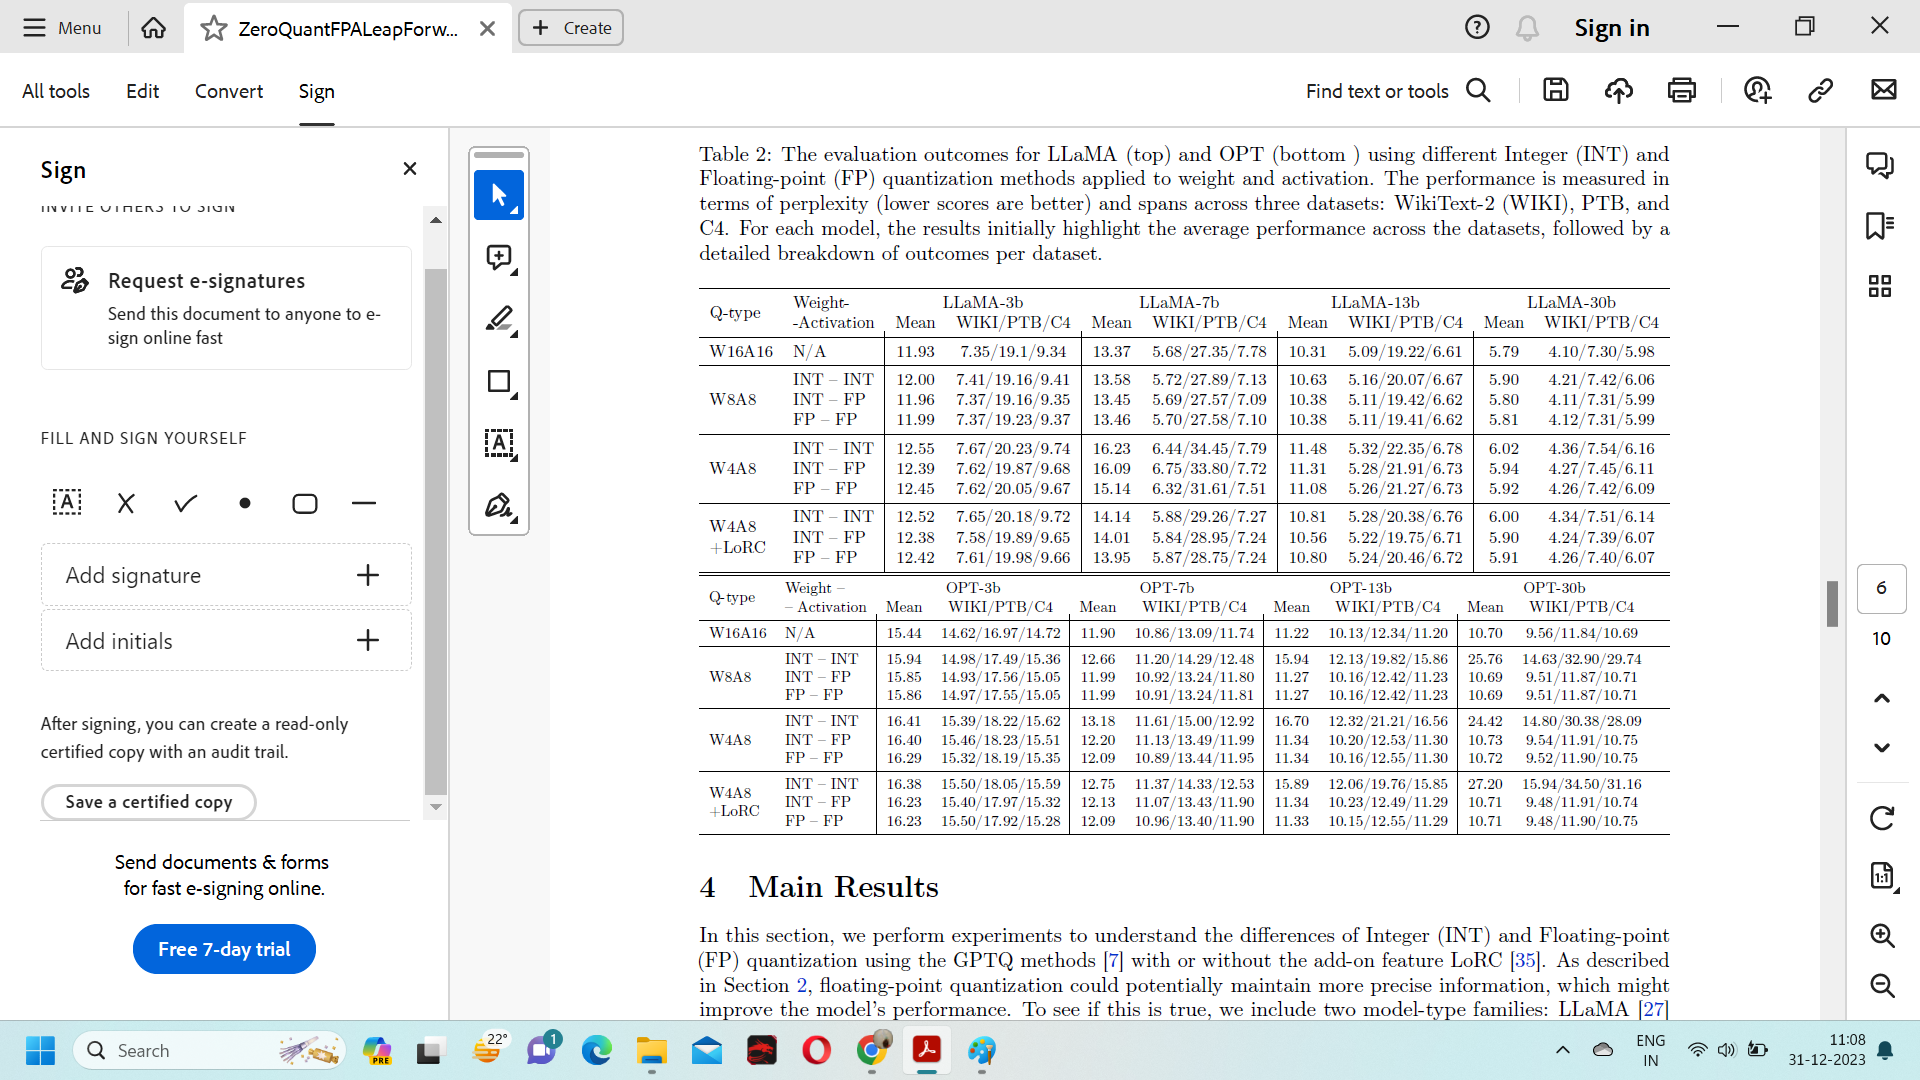 Menu
ZeroQuantFPALeapForw...
Create
Sign in
All tools Edit Convert Sign
Find text or tools
Sign
INVITE OTHERS TO SIGN
Request e-signatures
Send this document to anyone to e-
sign online fast
FILL AND SIGN YOURSELF
A
Add signature
Add initials
After signing, you can create a read-only
certified copy with an audit trail.
Save a certified copy
Send documents & forms
for fast e-signing online.
Free 7-day trial
A
Table 2: The evaluation outcomes for LLaMA (top) and OPT (bottom ) using different Integer (INT) and
Floating-point (FP) quantization methods applied to weight and activation. The performance is measured in
terms of perplexity (lower scores are better) and spans across three datasets: WikiText-2 (WIKI), PTB, and
C4. For each model, the results initially highlight the average performance across the datasets, followed by a
detailed breakdown of outcomes per dataset.
Q-type Weight- LLaMA-3b LLaMA-7b LLaMA-13b LLaMA-30b
-Activation Mean WIKI/PTB/C4 Mean WIKI/PTB/C4 Mean WIKI/PTB/C4 Mean WIKI/PTB/C4
W16A16 N/A 11.93 7.35/19.1/9.34 13.37 5.68/27.35/7.78 10.31 5.09/19.22/6.61 5.79 4.10/7.30/5.98
INT – INT 12.00 7.41/19.16/9.41 13.58 5.72/27.89/7.13 10.63 5.16/20.07/6.67 5.90 4.21/7.42/6.06
W8A8 INT – FP 11.96 7.37/19.16/9.35 13.45 5.69/27.57/7.09 10.38 5.11/19.42/6.62 5.80 4.11/7.31/5.99
FP – FP 11.99 7.37/19.23/9.37 13.46 5.70/27.58/7.10 10.38 5.11/19.41/6.62 5.81 4.12/7.31/5.99
INT – INT 12.55 7.67/20.23/9.74 16.23 6.44/34.45/7.79 11.48 5.32/22.35/6.78 6.02 4.36/7.54/6.16
W4A8 INT – FP 12.39 7.62/19.87/9.68 16.09 6.75/33.80/7.72 11.31 5.28/21.91/6.73 5.94 4.27/7.45/6.11
FP – FP 12.45 7.62/20.05/9.67 15.14 6.32/31.61/7.51 11.08 5.26/21.27/6.73 5.92 4.26/7.42/6.09
INT – INT 12.52 7.65/20.18/9.72 14.14 5.88/29.26/7.27 10.81 5.28/20.38/6.76 6.00 4.34/7.51/6.14
W4A8 +LoRC INT – FP 12.38 7.58/19.89/9.65 14.01 5.84/28.95/7.24 10.56 5.22/19.75/6.71 5.90 4.24/7.39/6.07
FP – FP 12.42 7.61/19.98/9.66 13.95 5.87/28.75/7.24 10.80 5.24/20.46/6.72 5.91 4.26/7.40/6.07
Q-type Weight – OPT-3b OPT-7b OPT-13b OPT-30b
– Activation Mean WIKI/PTB/C4 Mean WIKI/PTB/C4 Mean WIKI/PTB/C4 Mean WIKI/PTB/C4
W16A16 N/A 15.44 14.62/16.97/14.72 11.90 10.86/13.09/11.74 11.22 10.13/12.34/11.20 10.70 9.56/11.84/10.69
INT – INT 15.94 14.98/17.49/15.36 12.66 11.20/14.29/12.48 15.94 12.13/19.82/15.86 25.76 14.63/32.90/29.74
W8A8 INT – FP 15.85 14.93/17.56/15.05 11.99 10.92/13.24/11.80 11.27 10.16/12.42/11.23 10.69 9.51/11.87/10.71
FP – FP 15.86 14.97/17.55/15.05 11.99 10.91/13.24/11.81 11.27 10.16/12.42/11.23 10.69 9.51/11.87/10.71
INT – INT 16.41 15.39/18.22/15.62 13.18 11.61/15.00/12.92 16.70 12.32/21.21/16.56 24.42 14.80/30.38/28.09
W4A8 INT – FP 16.40 15.46/18.23/15.51 12.20 11.13/13.49/11.99 11.34 10.20/12.53/11.30 10.73 9.54/11.91/10.75
FP – FP 16.29 15.32/18.19/15.35 12.09 10.89/13.44/11.95 11.34 10.16/12.55/11.30 10.72 9.52/11.90/10.75
INT – INT 16.38 15.50/18.05/15.59 12.75 11.37/14.33/12.53 15.89 12.06/19.76/15.85 27.20 15.94/34.50/31.16
W4A8 +LoRC INT – FP 16.23 15.40/17.97/15.32 12.13 11.07/13.43/11.90 11.34 10.23/12.49/11.29 10.71 9.48/11.91/10.74
FP – FP 16.23 15.50/17.92/15.28 12.09 10.96/13.40/11.90 11.33 10.15/12.55/11.29 10.71 9.48/11.90/10.75
4 Main Results
In this section, we perform experiments to understand the differences of Integer (INT) and Floating-point
(FP) quantization using the GPTQ methods [7] with or without the add-on feature LoRC [35]. As described
in Section 2, floating-point quantization could potentially maintain more precise information, which might
improve the model's performance. To see if this is true, we include two model-type families: LLaMA [27]
6
10
1:1
Search
PRE
22°
1
ENG
IN
11:08
31-12-2023